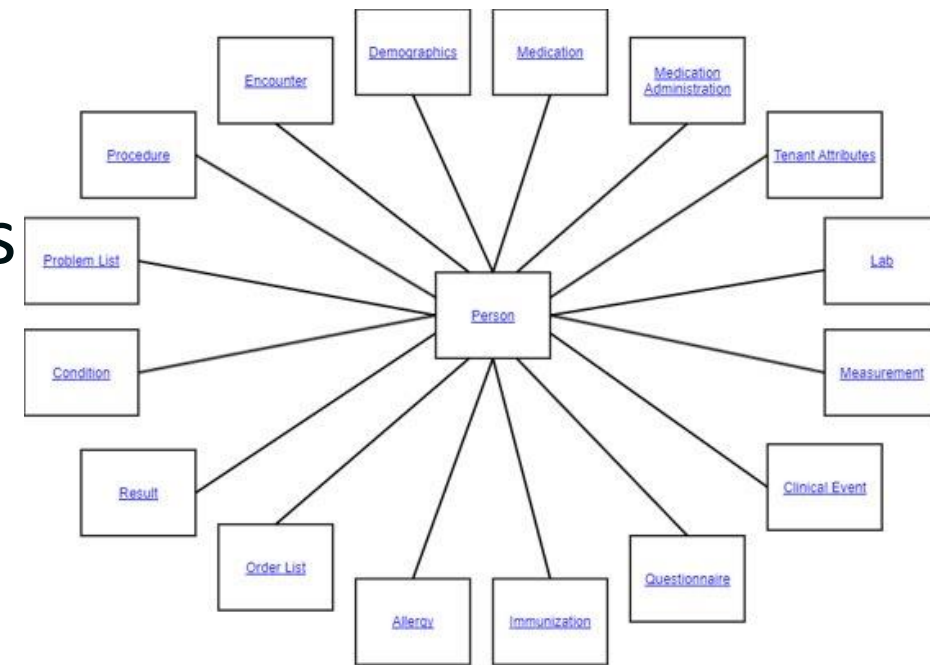 Demographics
Medication
Encounter
Medication
Administration
Procedure
Tenant Attributes
s
Problem List
Lab
Person
Condition
Measurement
Result
Clinical Event
Order List
Questionnaire
Allergy
Immunization